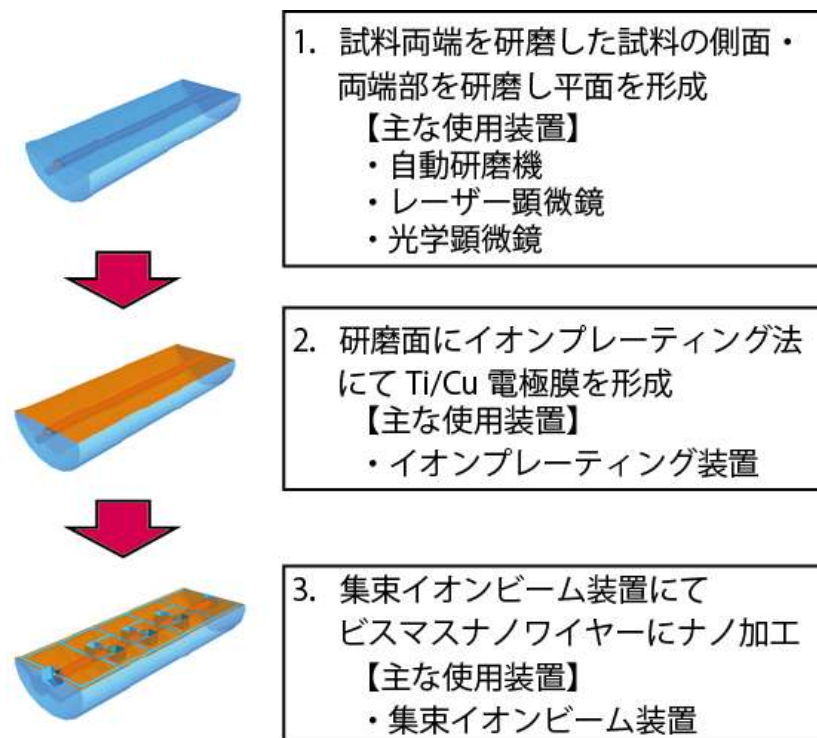 1. 試料両端を研磨した試料の側面・
両端部を研磨し平面を形成
【主な使用装置】
・自動研磨機
・レーザー顕微鏡
・光学顕微鏡
2. 研磨面にイオンプレーティング法
にて Ti/Cu 電極膜を形成
【主な使用装置】
・イオンプレーティング装置
3. 集束イオンビーム装置にて
ビスマスナノワイヤーにナノ加工
【主な使用装置】
・集束イオンビーム装置